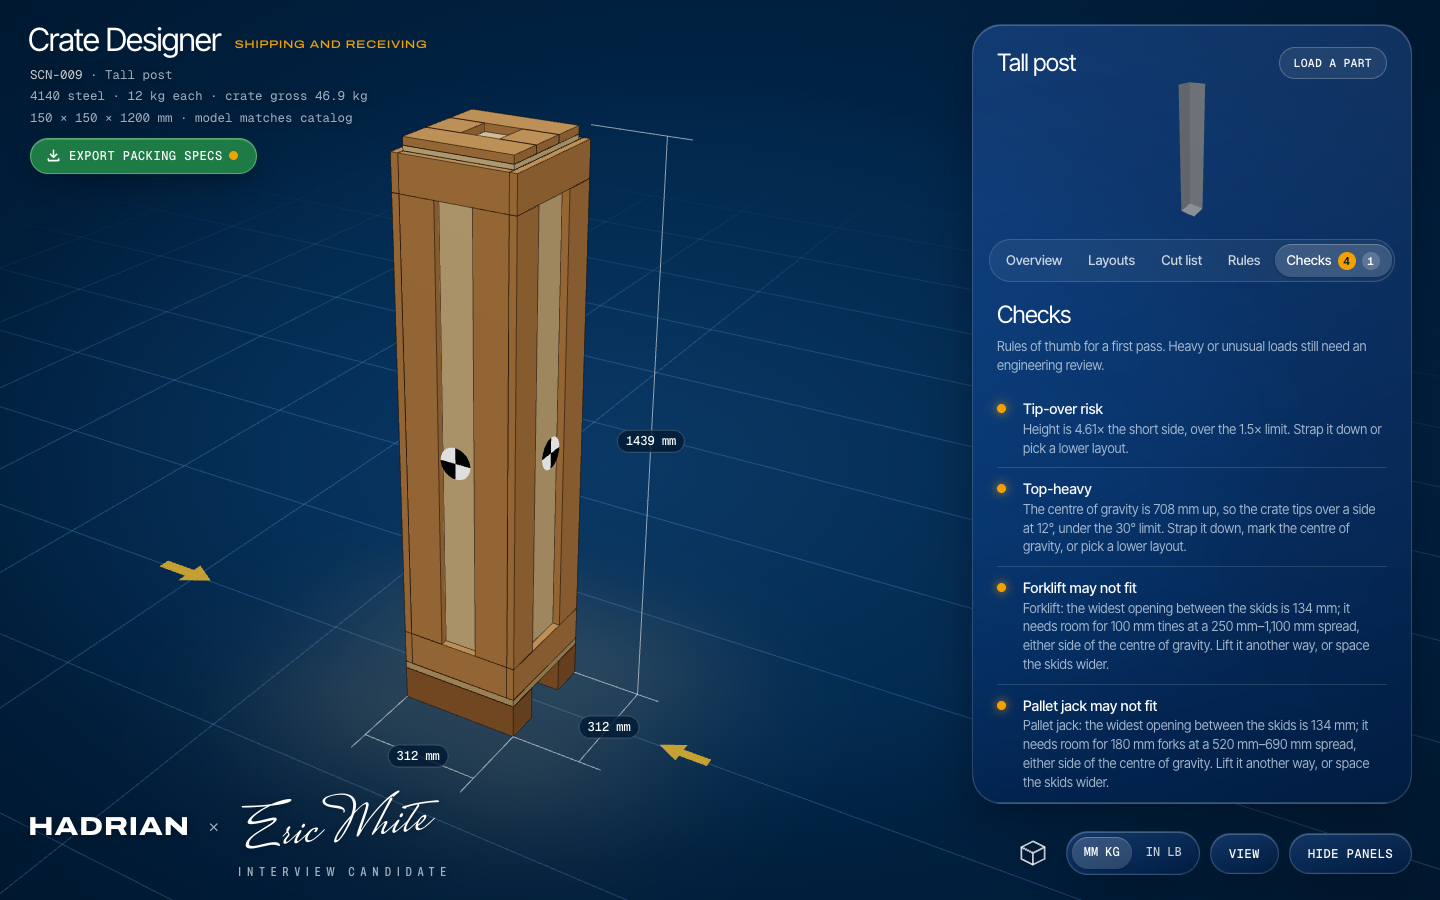 Crate Designer SHIPPING AND RECEIVING
SCN-009 · Tall post
4140 steel · 12 kg each · crate gross 46.9 kg
150 × 150 × 1200 mm · model matches catalog
EXPORT PACKING SPECS
1439 mm
312 mm
312 mm
HADRIAN × Eric White
INTERVIEW CANDIDATE
Tall post
LOAD A PART
Overview Layouts Cut list Rules Checks 4 1
Checks
Rules of thumb for a first pass. Heavy or unusual loads still need an
engineering review.
Tip-over risk
Height is 4.61× the short side, over the 1.5× limit. Strap it down or
pick a lower layout.
Top-heavy
The centre of gravity is 708 mm up, so the crate tips over a side
at 12°, under the 30° limit. Strap it down, mark the centre of
gravity, or pick a lower layout.
Forklift may not fit
Forklift: the widest opening between the skids is 134 mm; it
needs room for 100 mm tines at a 250 mm–1,100 mm spread,
either side of the centre of gravity. Lift it another way, or space
the skids wider.
Pallet jack may not fit
Pallet jack: the widest opening between the skids is 134 mm; it
needs room for 180 mm forks at a 520 mm–690 mm spread,
either side of the centre of gravity. Lift it another way, or space
the skids wider.
MM KG IN LB VIEW HIDE PANELS